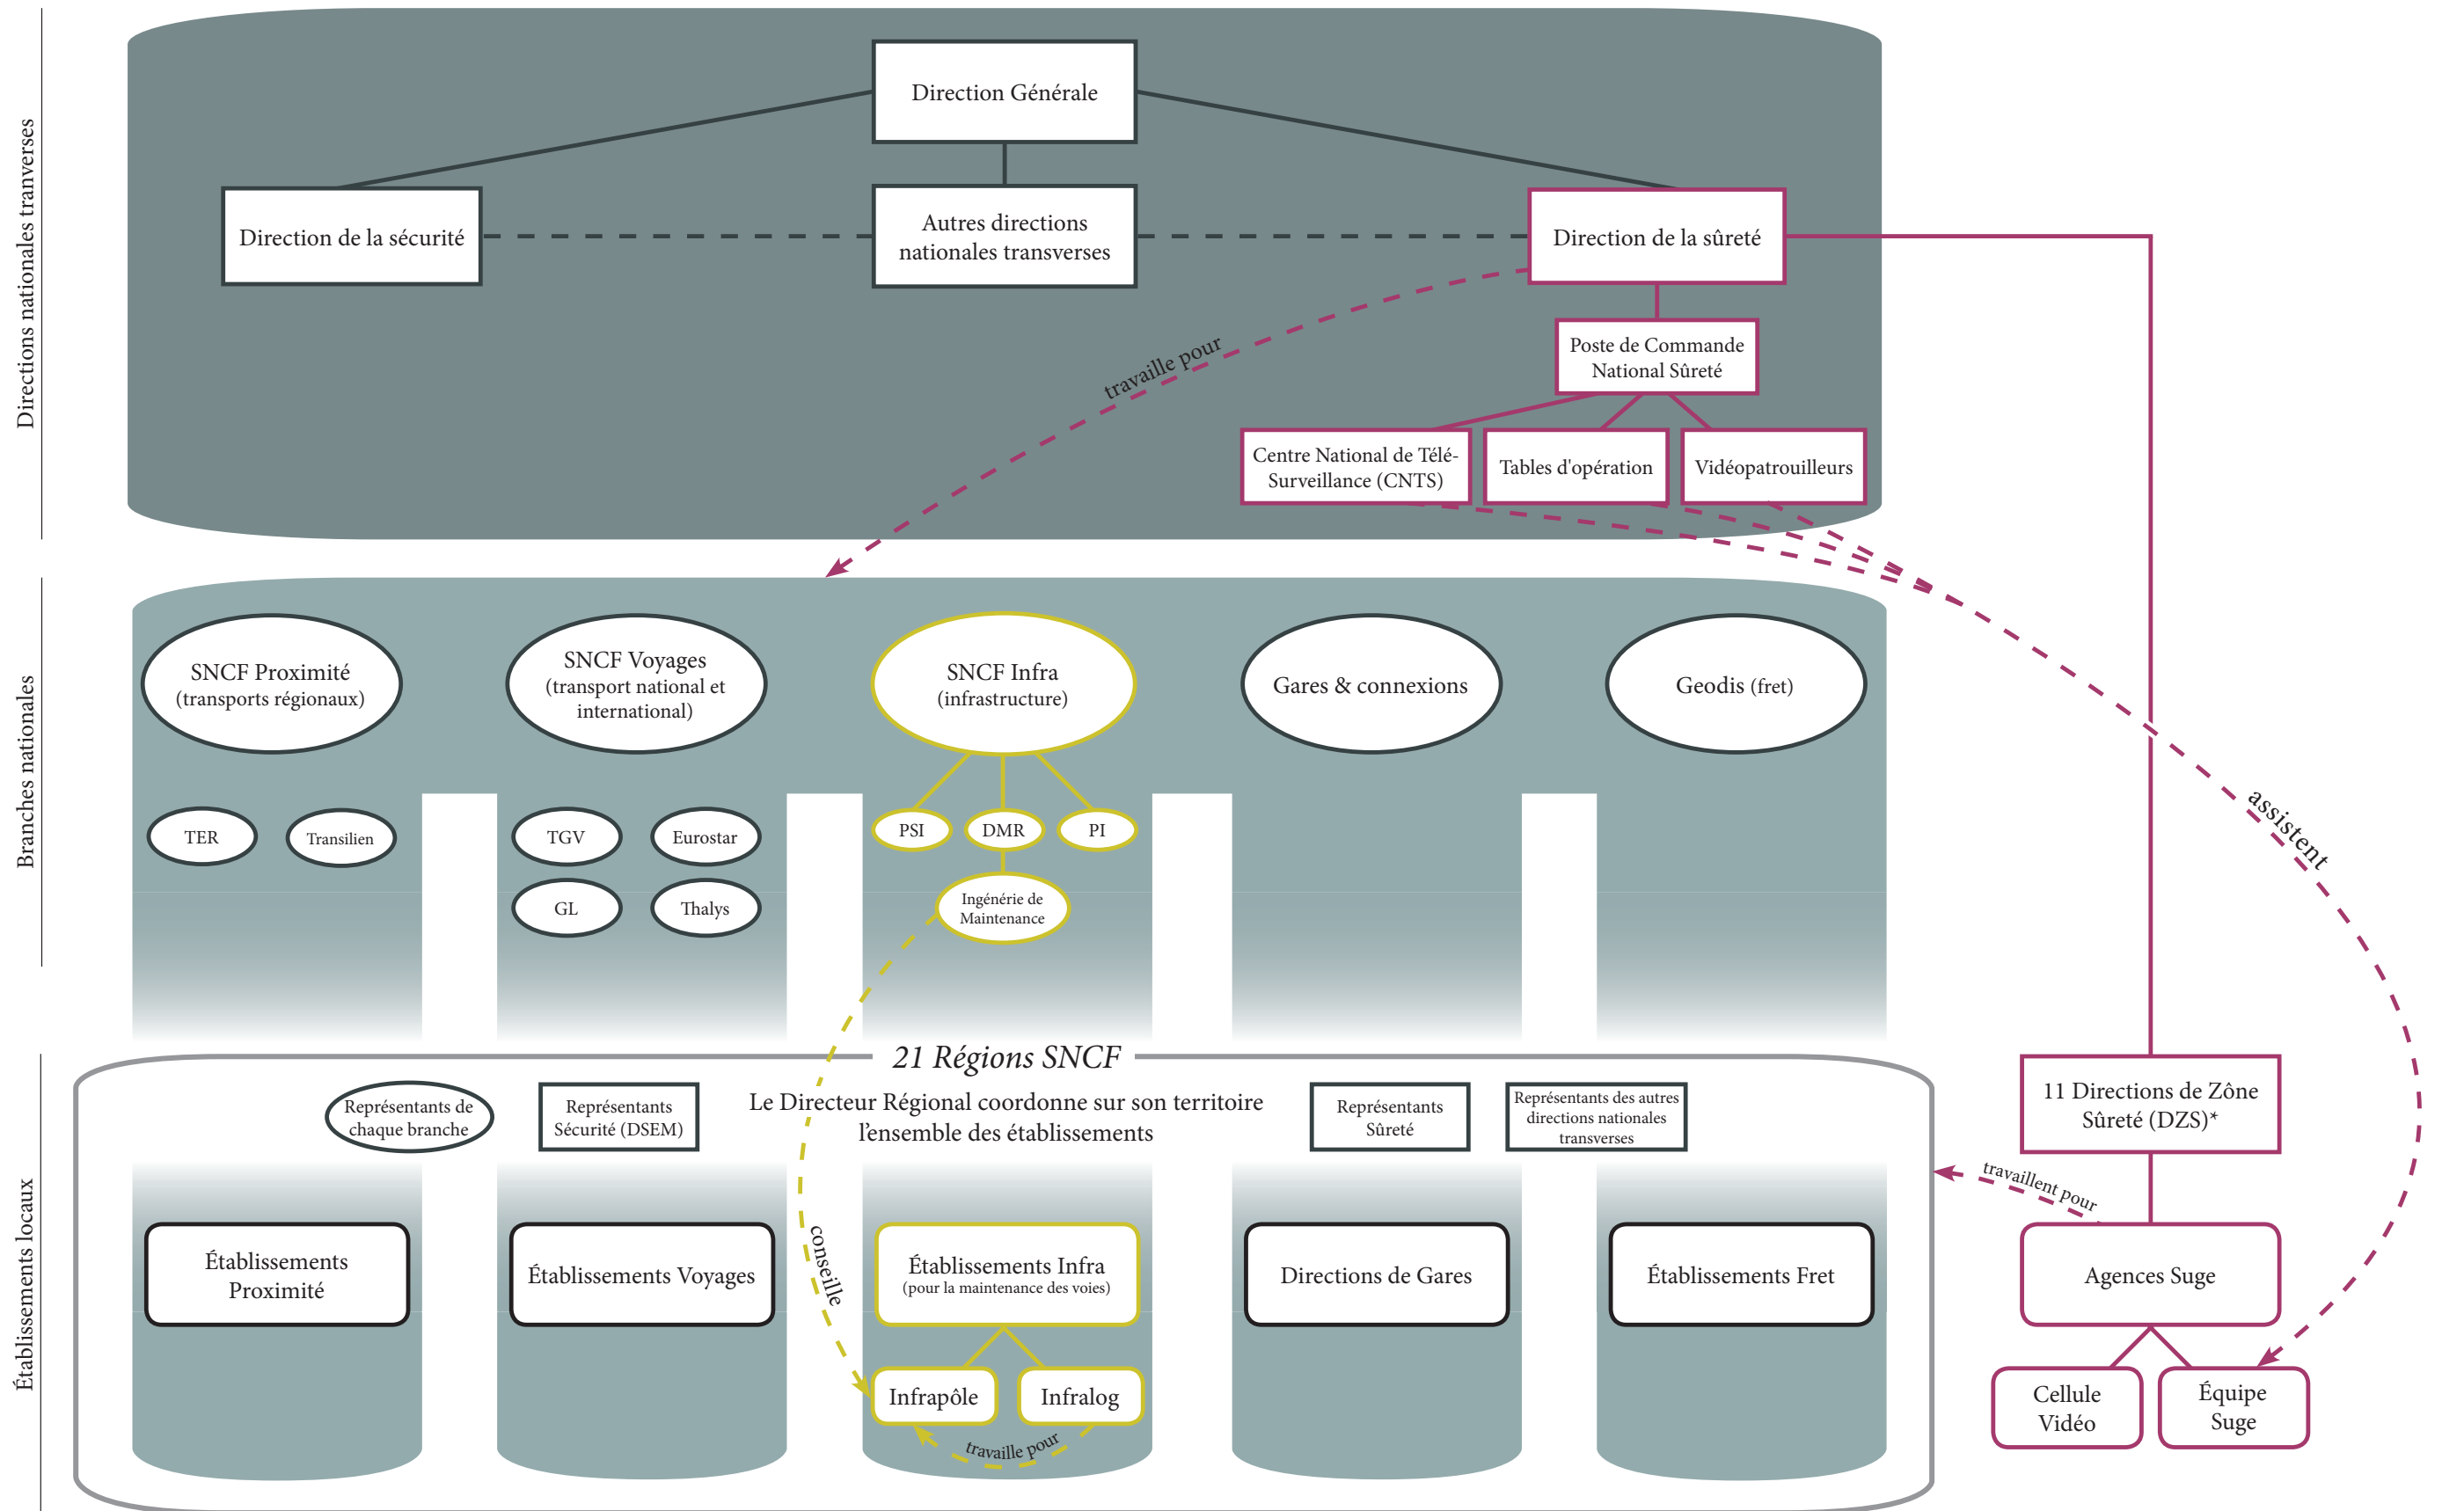 Directions nationales tranverses
Direction Générale
Direction de la sécurité
Autres directions
nationales transverses
Direction de la sûreté
travaille pour
Poste de Commande
National Sûreté
Centre National de Télé-
Surveillance (CNTS)
Tables d'opération
Vidéopatrouilleurs
Branches nationales
SNCF Proximité
(transports régionaux)
SNCF Voyages
(transport national et
international)
SNCF Infra
(infrastructure)
Gares & connexions
Geodis (fret)
TER
Transilien
TGV
Eurostar
GL
Thalys
PSI
DMR
PI
Ingénérie de
Maintenance
assistent
Établissements locaux
21 Régions SNCF
Représentants de
chaque branche
Représentants
Sécurité (DSEM)
Le Directeur Régional coordonne sur son territoire
l'ensemble des établissements
Représentants
Sûreté
Représentants des autres
directions nationales
transverses
11 Directions de Zône
Sûreté (DZS)*
travaillent pour
conseille
Établissements
Proximité
Établissements Voyages
Établissements Infra
(pour la maintenance des voies)
Directions de Gares
Établissements Fret
Agences Suge
Infrapôle
Infralog
travaille pour
Cellule
Vidéo
Équipe
Suge